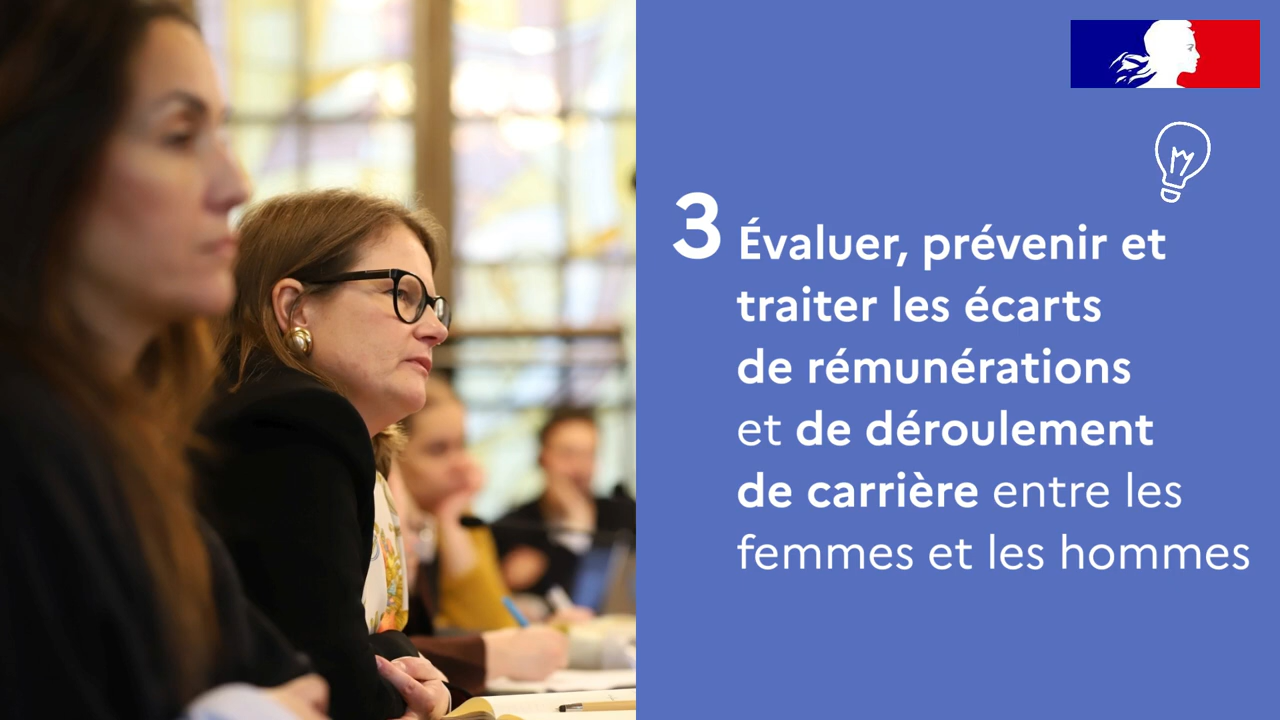 3 Évaluer, prévenir et
traiter les écarts
de rémunérations
et de déroulement
de carrière entre les
femmes et les hommes